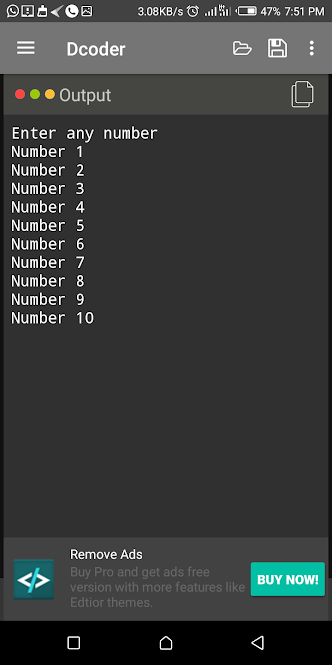 3.08KB/s 47% 7:51 PM
Dcoder
Output
Enter any number
Number 1
Number 2
Number 3
Number 4
Number 5
Number 6
Number 7
Number 8
Number 9
Number 10
Remove Ads
Buy Pro and get ads free
version with more features like
Edtior themes.
BUY NOW!